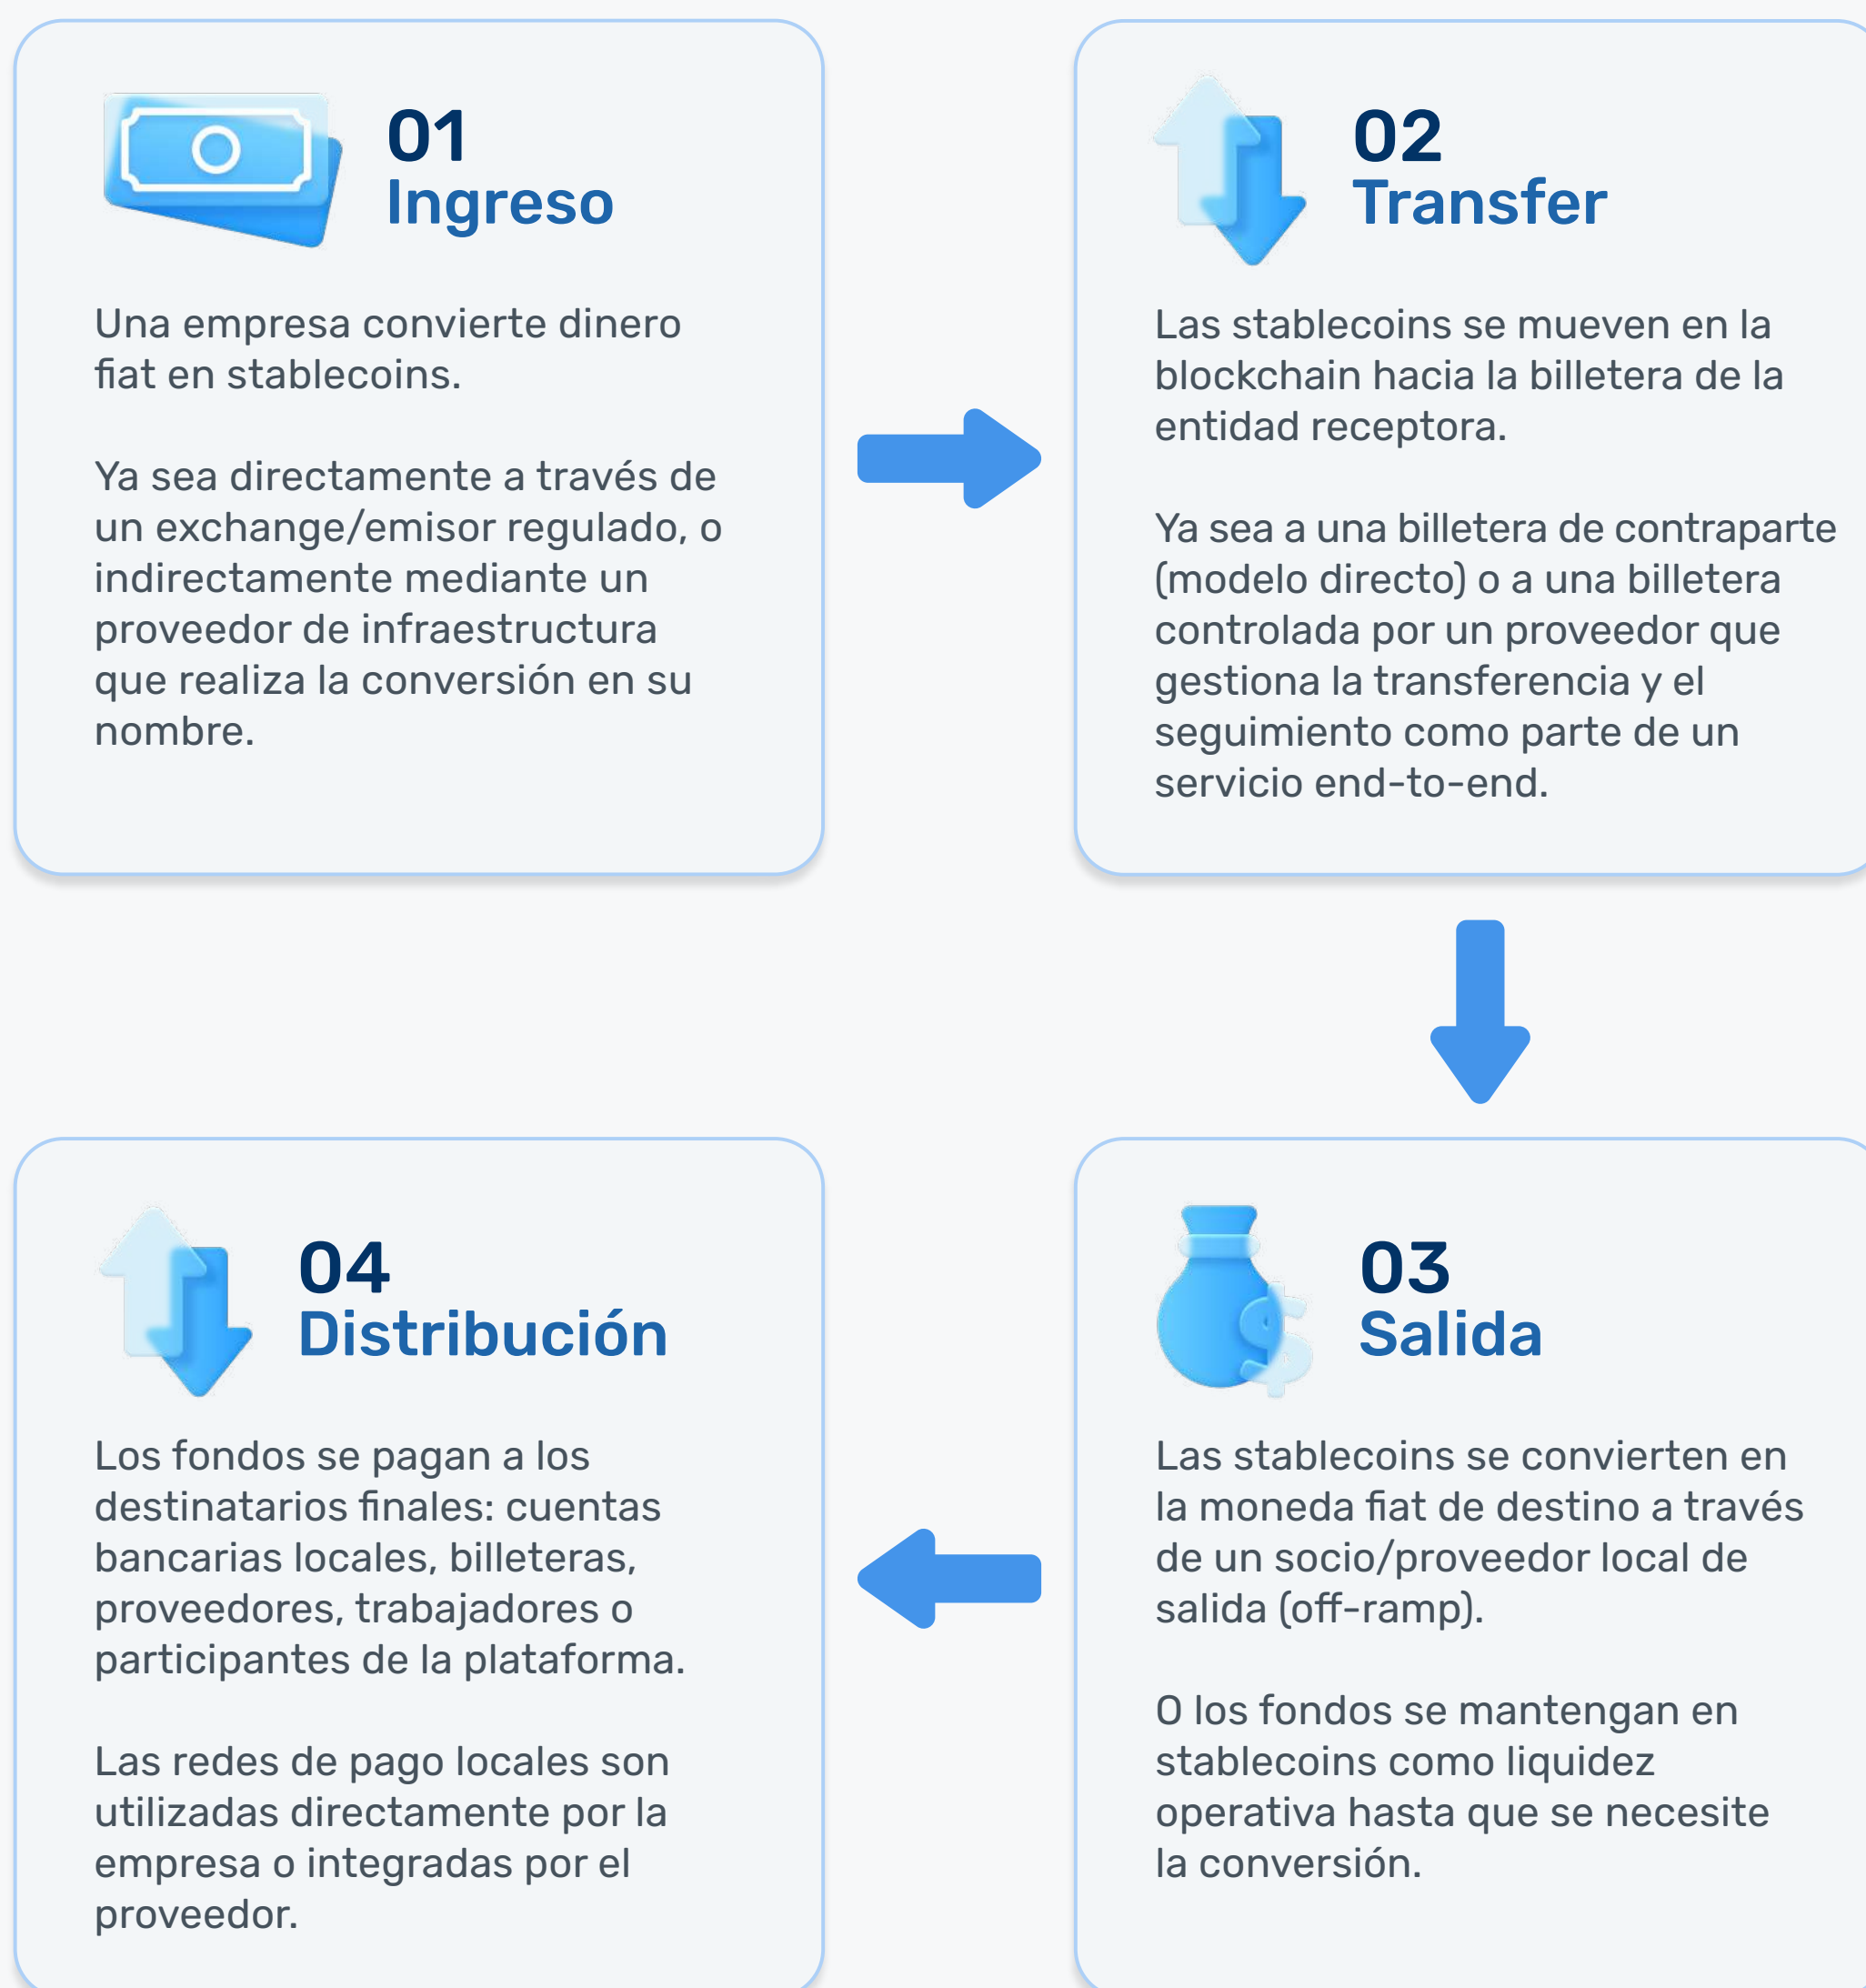 01
Ingreso
Una empresa convierte dinero
fiat en stablecoins.
Ya sea directamente a través de
un exchange/emisor regulado, o
indirectamente mediante un
proveedor de infraestructura
que realiza la conversión en su
nombre.
02
Transfer
Las stablecoins se mueven en la
blockchain hacia la billetera de la
entidad receptora.
Ya sea a una billetera de contraparte
(modelo directo) o a una billetera
controlada por un proveedor que
gestiona la transferencia y el
seguimiento como parte de un
servicio end-to-end.
03
Salida
Las stablecoins se convierten en
la moneda fiat de destino a través
de un socio/proveedor local de
salida (off-ramp).
O los fondos se mantengan en
stablecoins como liquidez
operativa hasta que se necesite
la conversión.
04
Distribución
Los fondos se pagan a los
destinatarios finales: cuentas
bancarias locales, billeteras,
proveedores, trabajadores o
participantes de la plataforma.
Las redes de pago locales son
utilizadas directamente por la
empresa o integradas por el
proveedor.